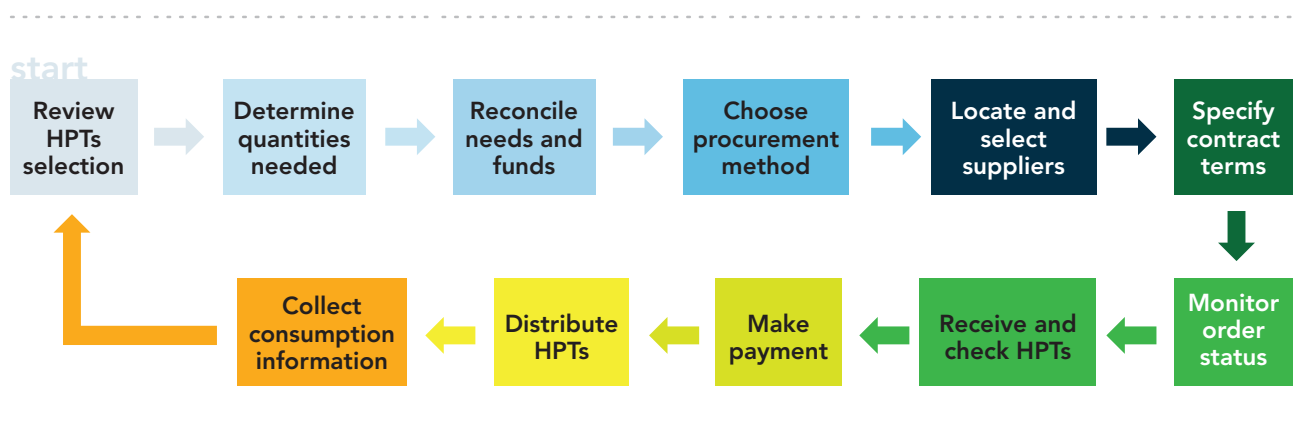 start
Review
HPTs
selection
Determine
quantities
needed
Reconcile
needs and
funds
Choose
procurement
method
Locate and
select
suppliers
Specify
contract
terms
Monitor
order
status
Receive and
check HPTs
Make
payment
Distribute
HPTs
Collect
consumption
information